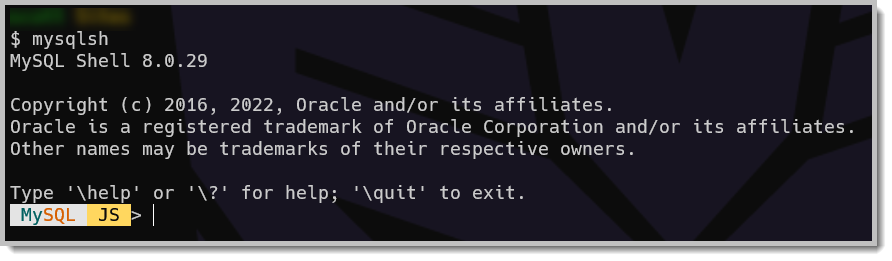 $ mysqlsh
MySQL Shell 8.0.29
Copyright (c) 2016, 2022, Oracle and/or its affiliates.
Oracle is a registered trademark of Oracle Corporation and/or its affiliates.
Other names may be trademarks of their respective owners.
Type '\help' or '\?' for help; '\quit' to exit.
MySQL JS >